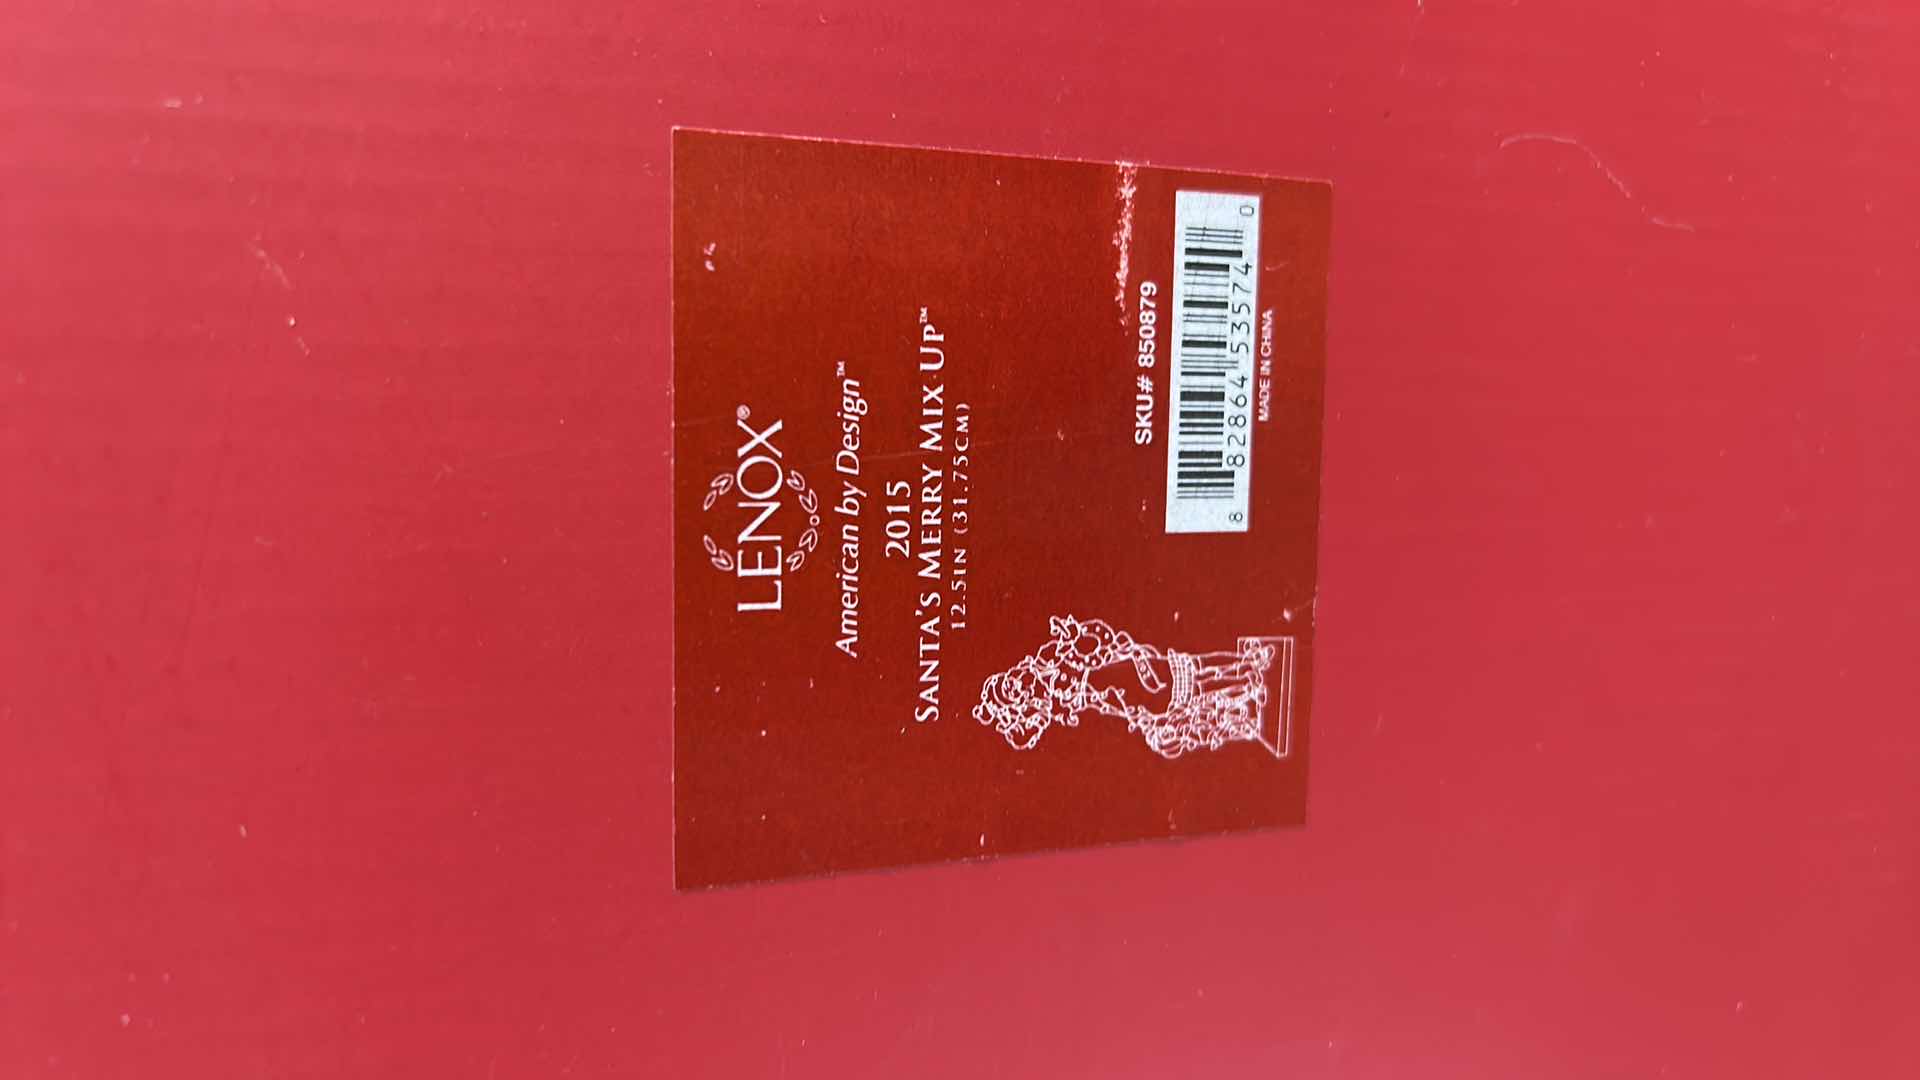 LENOX®
American by Design™
2015
SANTA'S MERRY MIX UP™
12.5IN (31.75CM)
SKU# 850879
8 82864 53574 0
MADE IN CHINA